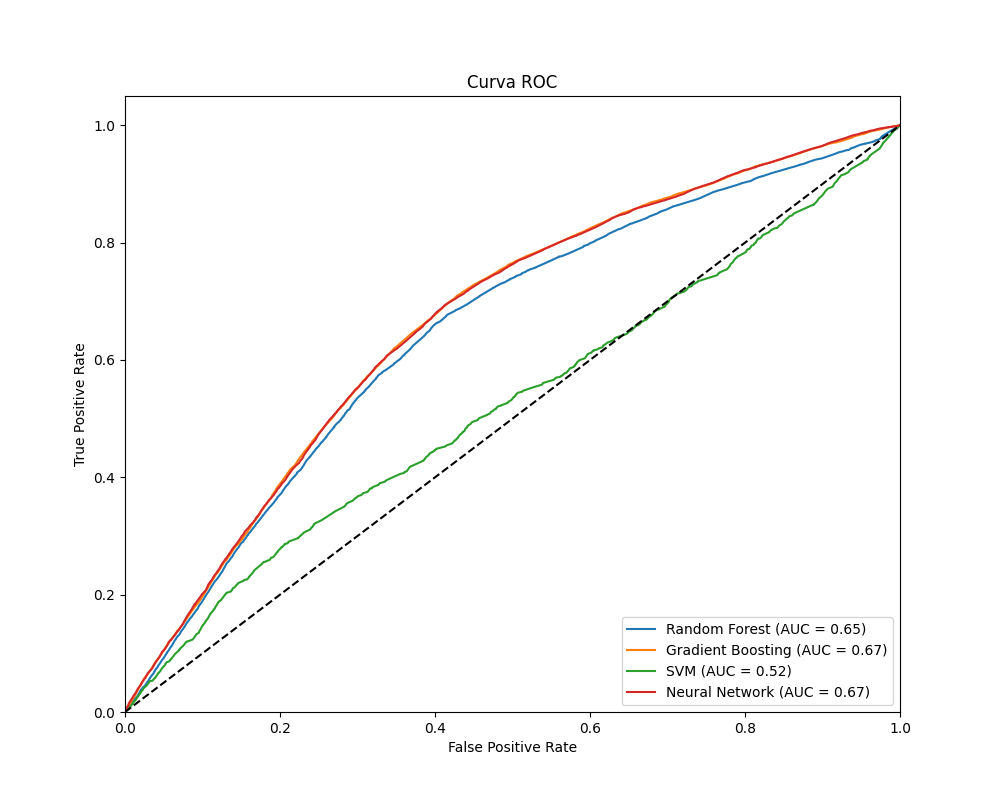 Curva ROC
True Positive Rate
1.0
0.8
0.6
0.4
0.2
0.0
0.0 0.2 0.4 0.6 0.8 1.0
False Positive Rate
Random Forest (AUC = 0.65)
Gradient Boosting (AUC = 0.67)
SVM (AUC = 0.52)
Neural Network (AUC = 0.67)